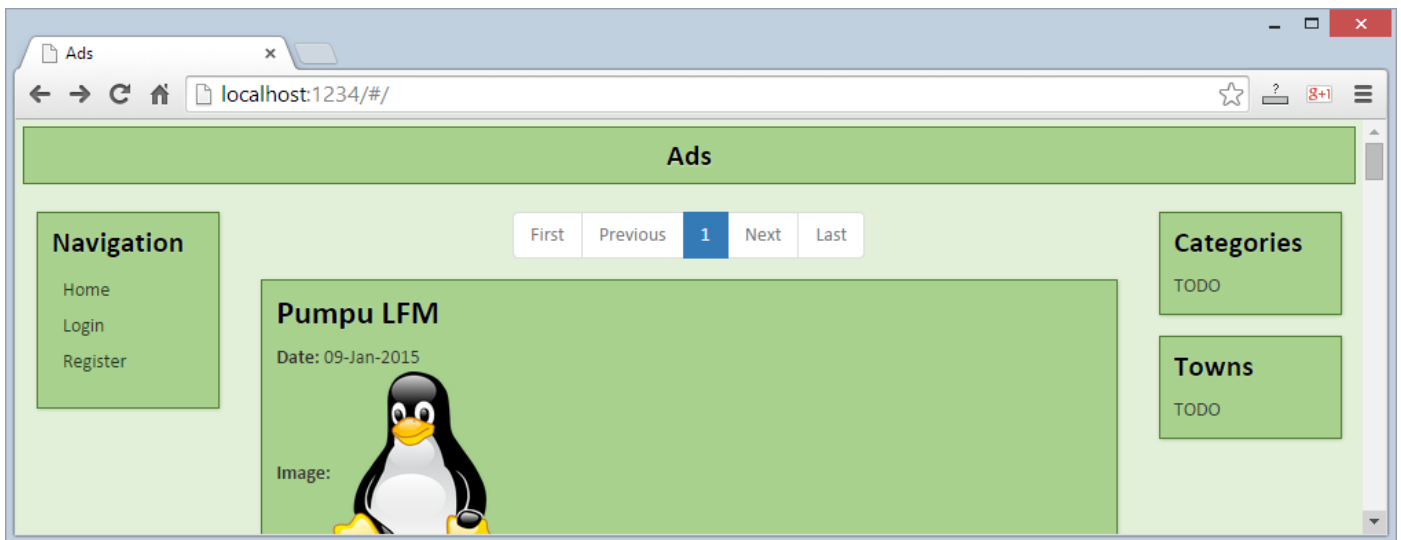 Ads
localhost:1234/#/
?
g+1
Ads
Navigation
Home
Login
Register
First Previous 1 Next Last
Pumpu LFM
Date: 09-Jan-2015
Image:
Categories
TODO
Towns
TODO